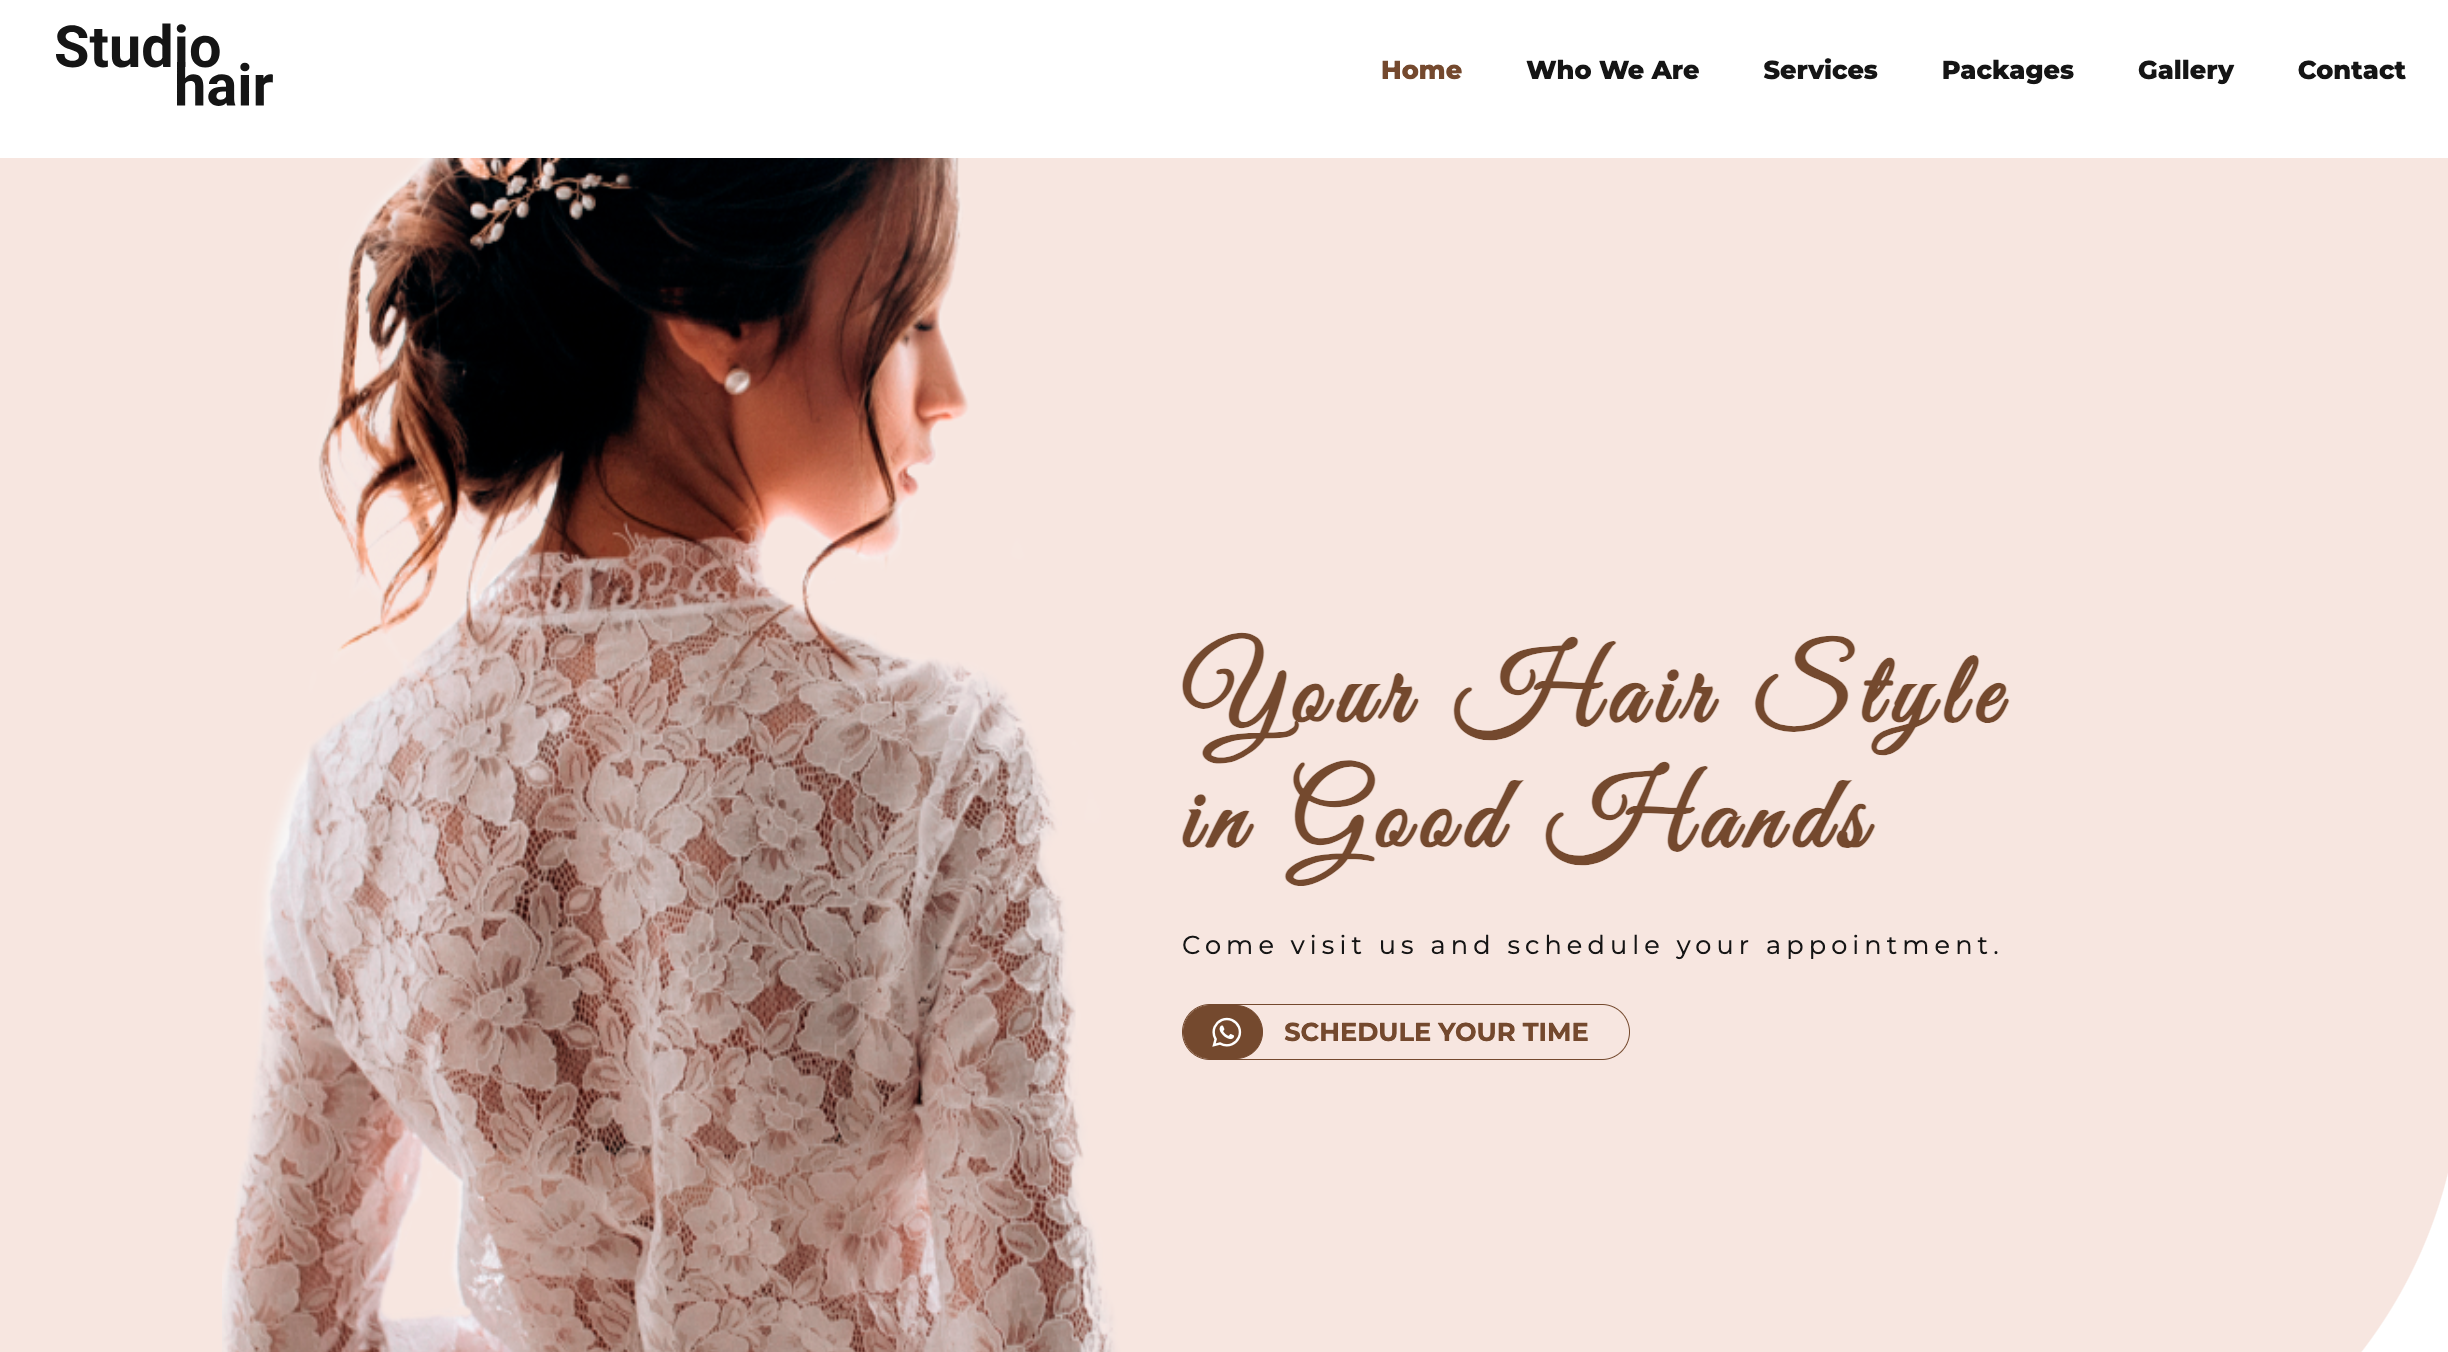 Studio
hair
Home Who We Are Services Packages Gallery Contact
Your Hair Style
in Good Hands
Come visit us and schedule your appointment.
SCHEDULE YOUR TIME